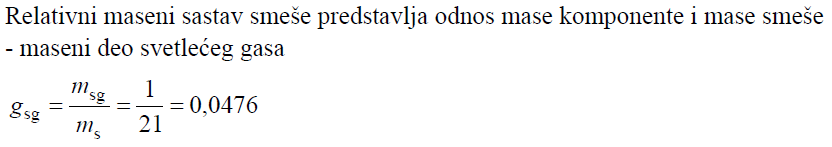 Relativni maseni sastav smeše predstavlja odnos mase komponente i mase smeše
- maseni deo svetlećeg gasa
g_sg = m_sg / m_s = 1 / 21 = 0,0476